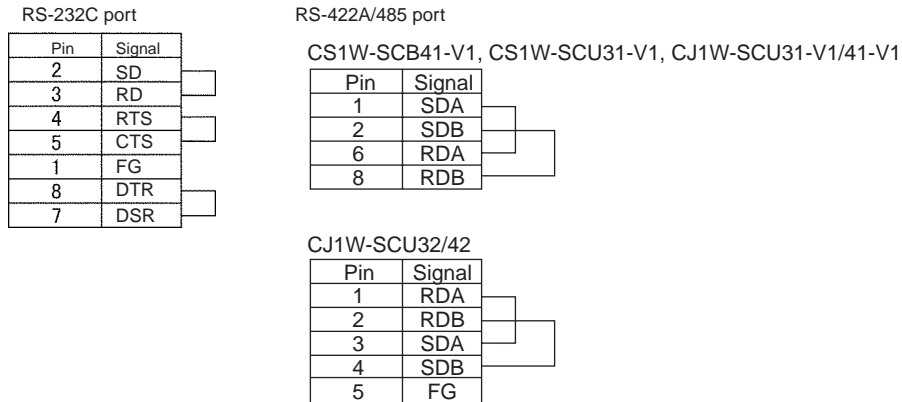 RS-232C port
Pin Signal
2 SD
3 RD
4 RTS
5 CTS
1 FG
8 DTR
7 DSR
RS-422A/485 port
CS1W-SCB41-V1, CS1W-SCU31-V1, CJ1W-SCU31-V1/41-V1
Pin Signal
1 SDA
2 SDB
6 RDA
8 RDB
CJ1W-SCU32/42
Pin Signal
1 RDA
2 RDB
3 SDA
4 SDB
5 FG